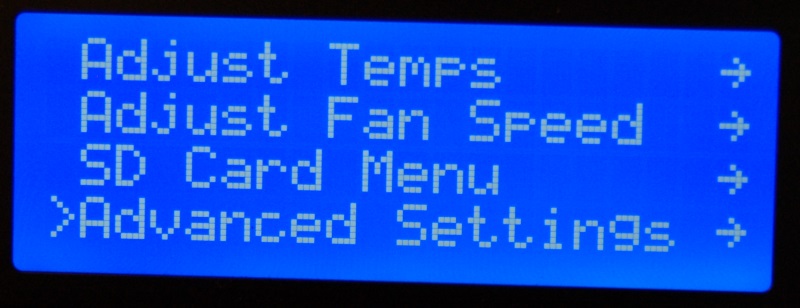 Adjust Temps →
Adjust Fan Speed →
SD Card Menu →
>Advanced Settings →